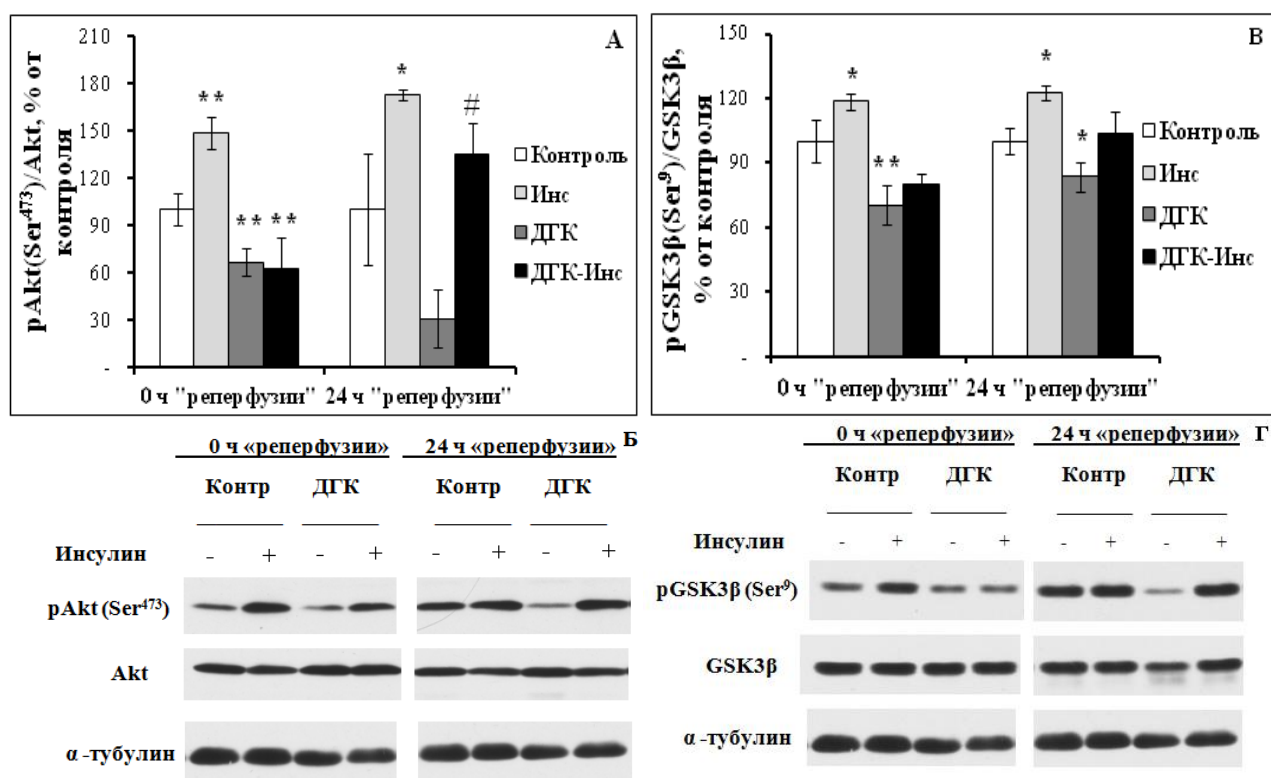 А
pAkt(Ser473)/Akt, % от
контроля
210
180
150
120
90
60
30
-
**
**
**
*
#
Контроль
Инс
ДГК
ДГК-Инс
0 ч "реперфузии" 24 ч "реперфузии"
В
pGSK3β(Ser9)/GSK3β,
% от контроля
150
120
90
60
30
-
*
**
*
*
Контроль
Инс
ДГК
ДГК-Инс
0 ч "реперфузии" 24 ч "реперфузии"
0 ч «реперфузии» 24 ч «реперфузии» Б
Контр ДГК Контр ДГК
Инсулин - + - + - + - +
pAkt (Ser473)
Akt
α -тубулин
0 ч «реперфузии» 24 ч «реперфузии» Г
Контр ДГК Контр ДГК
Инсулин - + - + - + - +
pGSK3β (Ser9)
GSK3β
α -тубулин